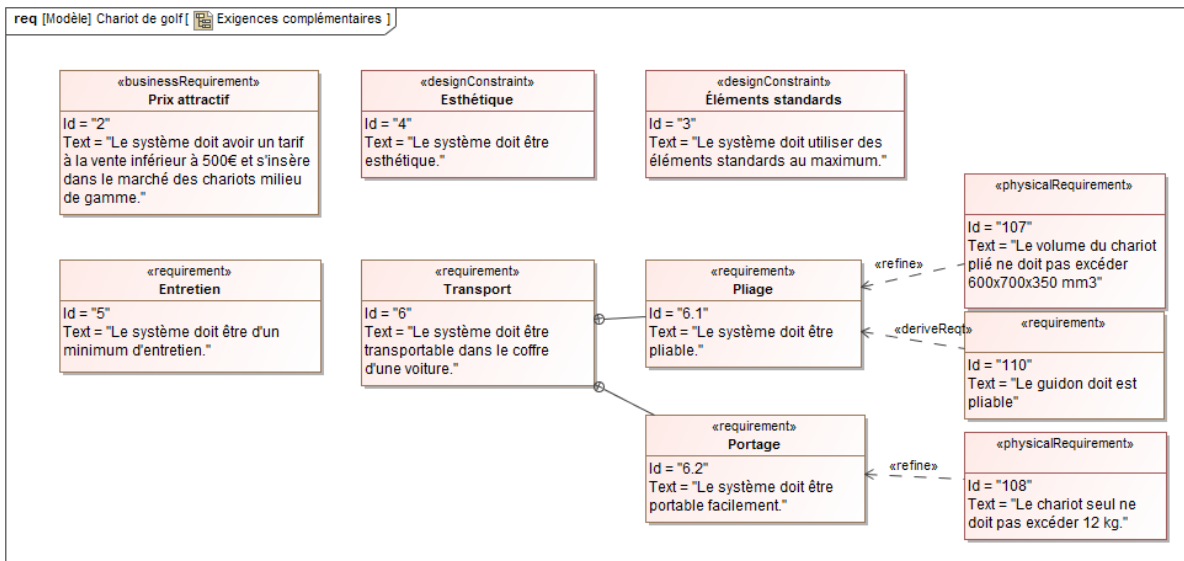 req [Modèle] Chariot de golf [ Exigences complémentaires ]
«businessRequirement»
Prix attractif
Id = "2"
Text = "Le système doit avoir un tarif
à la vente inférieur à 500€ et s'insère
dans le marché des chariots milieu
de gamme."
«designConstraint»
Esthétique
Id = "4"
Text = "Le système doit être
esthétique."
«designConstraint»
Éléments standards
Id = "3"
Text = "Le système doit utiliser des
éléments standards au maximum."
«physicalRequirement»
Id = "107"
Text = "Le volume du chariot
plié ne doit pas excéder
600x700x350 mm3"
«requirement»
Entretien
Id = "5"
Text = "Le système doit être d'un
minimum d'entretien."
«requirement»
Transport
Id = "6"
Text = "Le système doit être
transportable dans le coffre
d'une voiture."
«requirement»
Pliage
Id = "6.1"
Text = "Le système doit être
pliable."
«refine»
«deriveReqt»
«requirement»
Id = "110"
Text = "Le guidon doit est
pliable"
«requirement»
Portage
Id = "6.2"
Text = "Le système doit être
portable facilement."
«refine»
«physicalRequirement»
Id = "108"
Text = "Le chariot seul ne
doit pas excéder 12 kg."